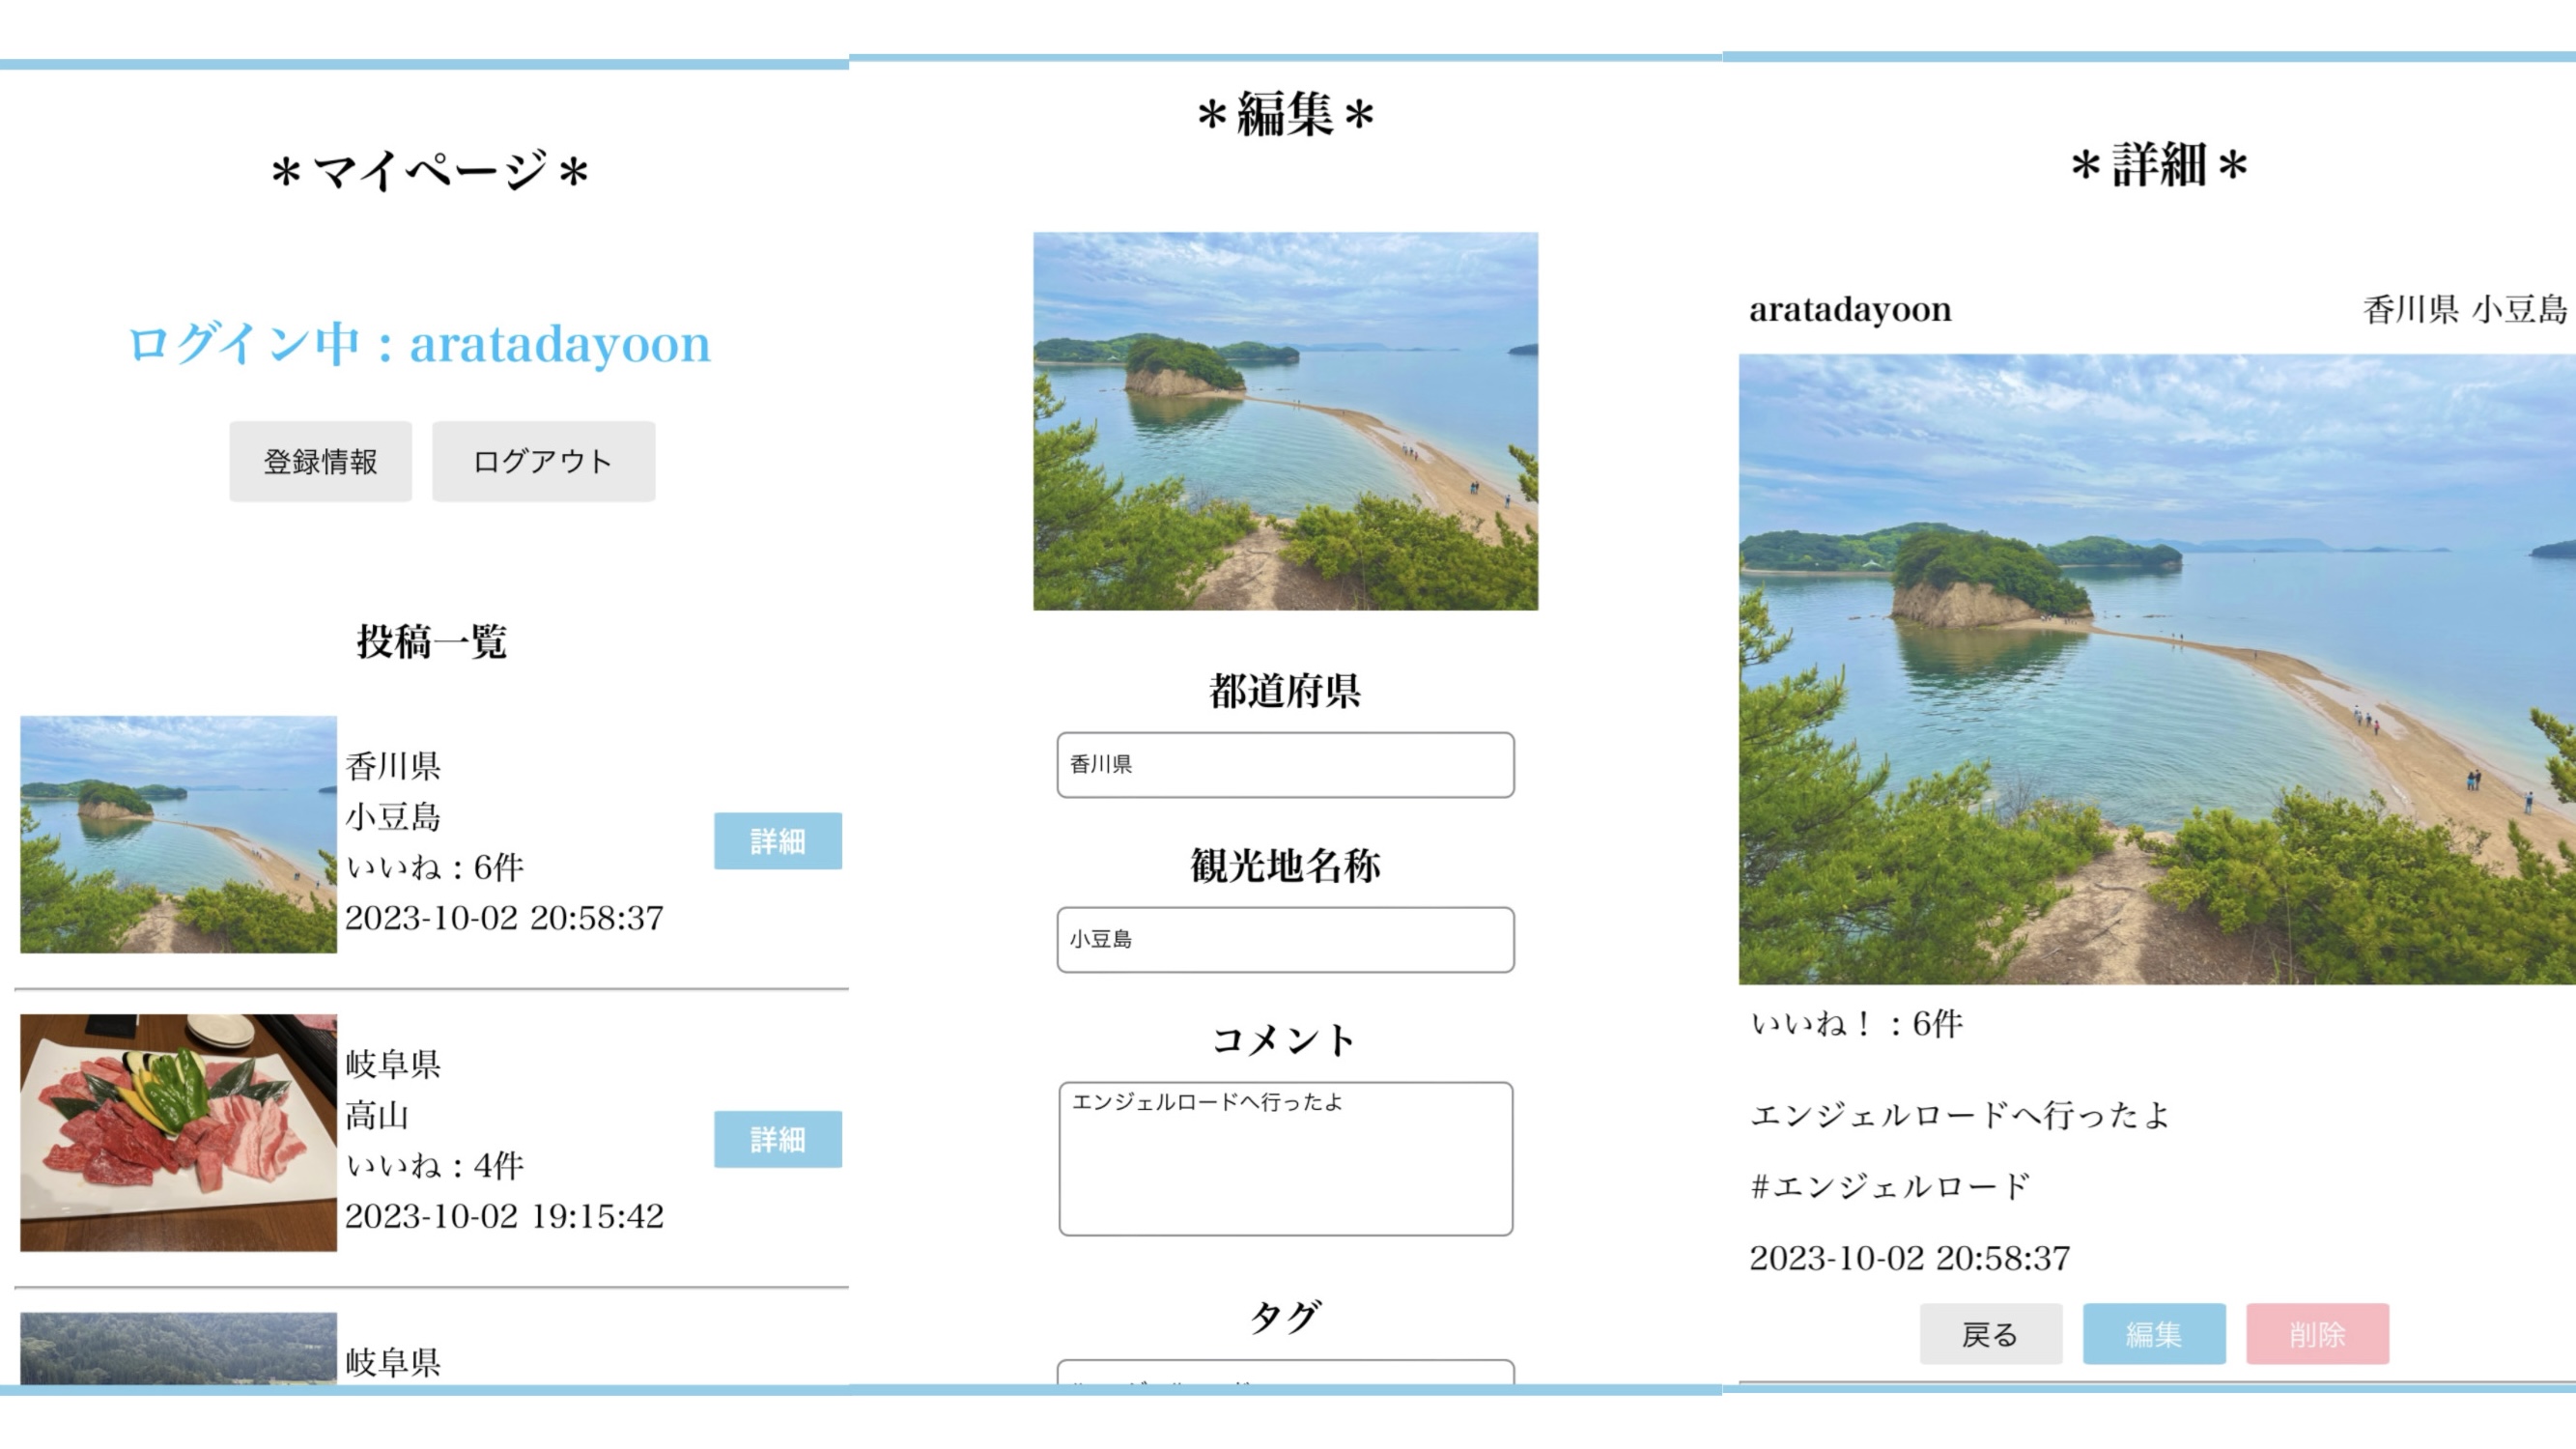 ＊マイページ＊
ログイン中：aratadayoon
登録情報
ログアウト
投稿一覧
香川県
小豆島
いいね：6件
2023-10-02 20:58:37
詳細
岐阜県
高山
いいね：4件
2023-10-02 19:15:42
詳細
岐阜県
＊編集＊
都道府県
香川県
観光地名称
小豆島
コメント
エンジェルロードへ行ったよ
タグ
＊詳細＊
aratadayoon
香川県 小豆島
いいね！：6件
エンジェルロードへ行ったよ
#エンジェルロード
2023-10-02 20:58:37
戻る
編集
削除